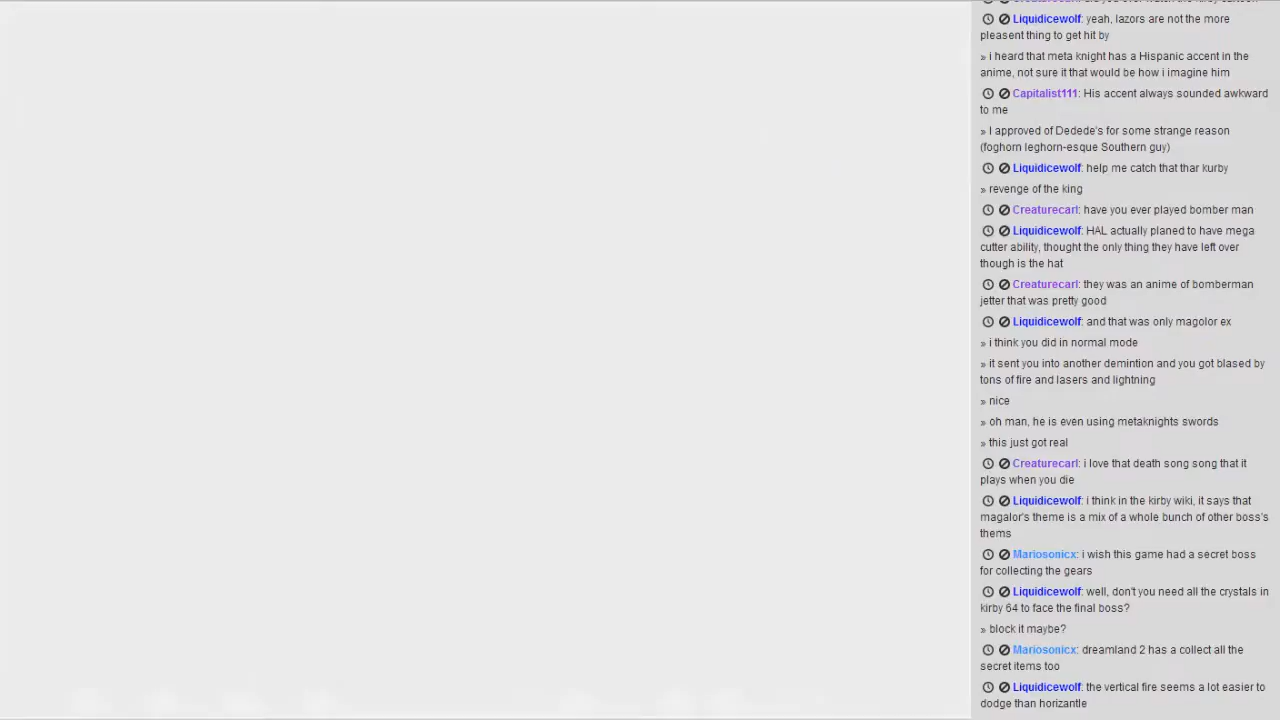 Liquidicewolf: yeah, lazors are not the more
pleasent thing to get hit by
» i heard that meta knight has a Hispanic accent in the
anime, not sure it that would be how i imagine him
Capitalist111: His accent always sounded awkward
to me
» I approved of Dedede's for some strange reason
(foghorn leghorn-esque Southern guy)
Liquidicewolf: help me catch that thar kurby
» revenge of the king
Creaturecarl: have you ever played bomber man
Liquidicewolf: HAL actually planed to have mega
cutter ability, thought the only thing they have left over
though is the hat
Creaturecarl: they was an anime of bomberman
jetter that was pretty good
Liquidicewolf: and that was only magolor ex
» i think you did in normal mode
» it sent you into another demintion and you got blased by
tons of fire and lasers and lightning
» nice
» oh man, he is even using metaknights swords
» this just got real
Creaturecarl: i love that death song song that it
plays when you die
Liquidicewolf: i think in the kirby wiki, it says that
magalor's theme is a mix of a whole bunch of other boss's
thems
Mariosonicx: i wish this game had a secret boss
for collecting the gears
Liquidicewolf: well, don't you need all the crystals in
kirby 64 to face the final boss?
» block it maybe?
Mariosonicx: dreamland 2 has a collect all the
secret items too
Liquidicewolf: the vertical fire seems a lot easier to
dodge than horizantle